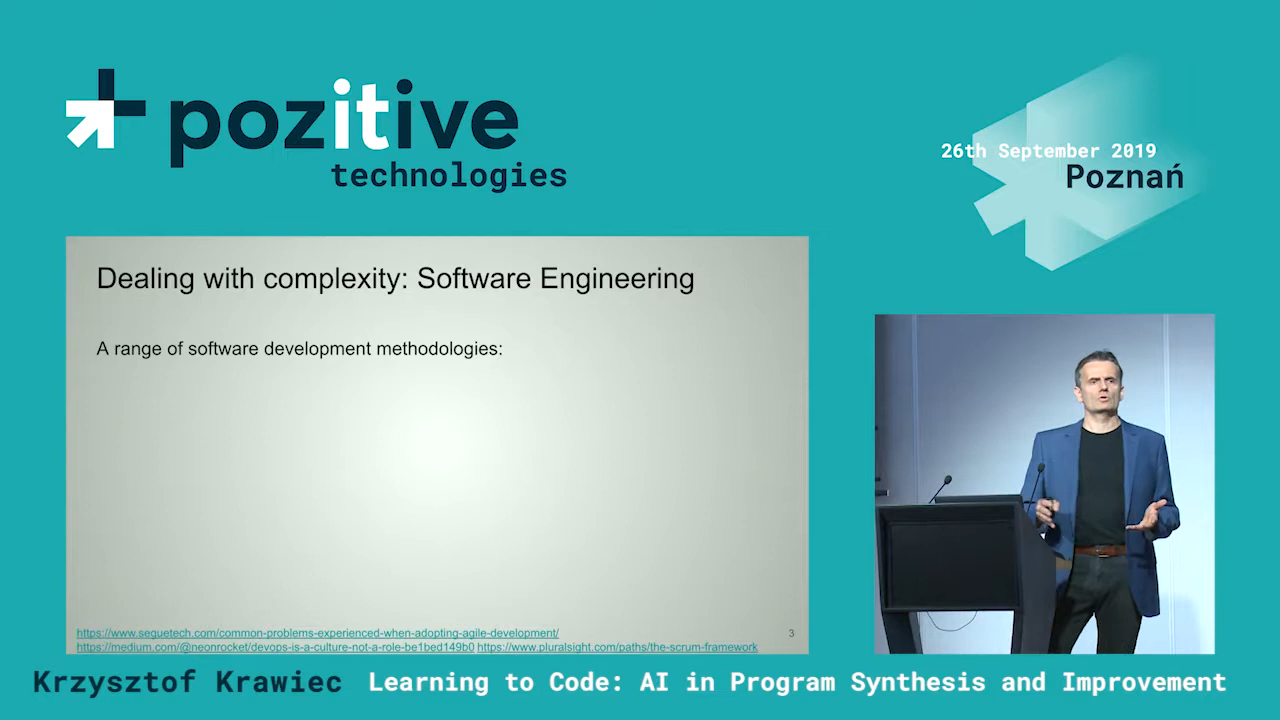 pozitive
technologies
26th September 2019
Poznań
Dealing with complexity: Software Engineering
A range of software development methodologies:
https://www.seguetech.com/common-problems-experienced-when-adopting-agile-development/
https://medium.com/@neonrocket/devops-is-a-culture-not-a-role-be1bed149b0 https://www.pluralsight.com/paths/the-scrum-framework
3
Krzysztof Krawiec
Learning to Code: AI in Program Synthesis and Improvement